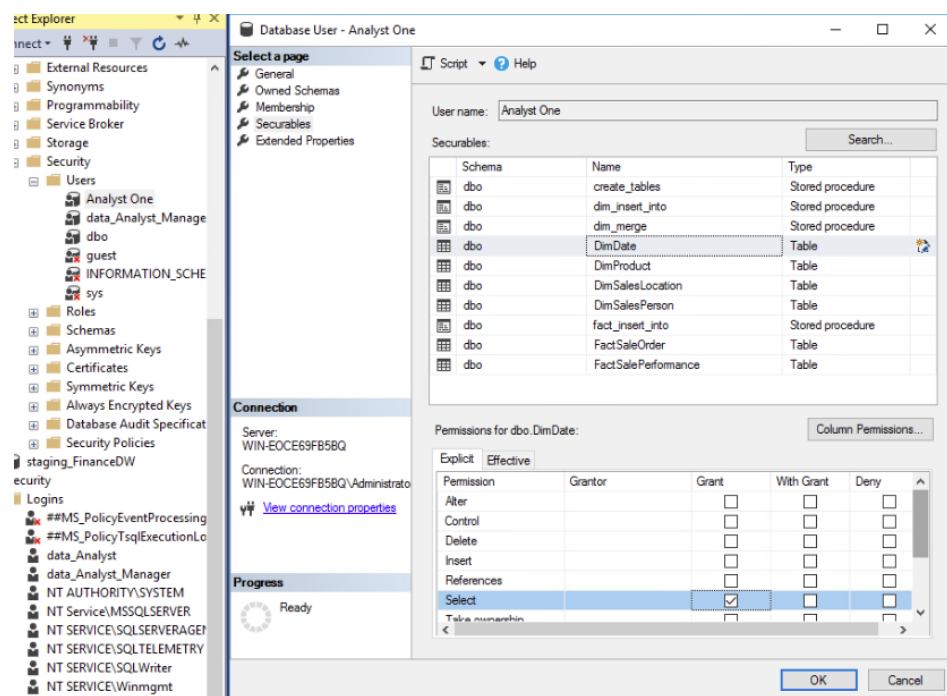 ect Explorer
nnect
External Resources
Synonyms
Programmability
Service Broker
Storage
Security
Users
Analyst One
data_Analyst_Manage
dbo
guest
INFORMATION_SCHE
sys
Roles
Schemas
Asymmetric Keys
Certificates
Symmetric Keys
Always Encrypted Keys
Database Audit Specificat
Security Policies
staging_FinanceDW
ecurity
Logins
##MS_PolicyEventProcessing
##MS_PolicyTsqlExecutionLo
data_Analyst
data_Analyst_Manager
NT AUTHORITY\SYSTEM
NT Service\MSSQLSERVER
NT SERVICE\SQLSERVERAGEN
NT SERVICE\SQLTELEMETRY
NT SERVICE\SQLWriter
NT SERVICE\Winmgmt
Database User - Analyst One
Select a page
General
Owned Schemas
Membership
Securables
Extended Properties
Connection
Server:
WIN-EOCE69FB5BQ
Connection:
WIN-EOCE69FB5BQ\Administrato
View connection properties
Progress
Ready
Script Help
User name: Analyst One
Securables: Search...
Schema Name Type
dbo create_tables Stored procedure
dbo dim_insert_into Stored procedure
dbo dim_merge Stored procedure
dbo DimDate Table
dbo DimProduct Table
dbo DimSalesLocation Table
dbo DimSalesPerson Table
dbo fact_insert_into Stored procedure
dbo FactSaleOrder Table
dbo FactSalePerformance Table
Permissions for dbo.DimDate: Column Permissions...
Explicit Effective
Permission Grantor Grant With Grant Deny
Alter
Control
Delete
Insert
References
Select
Take ownership
OK Cancel